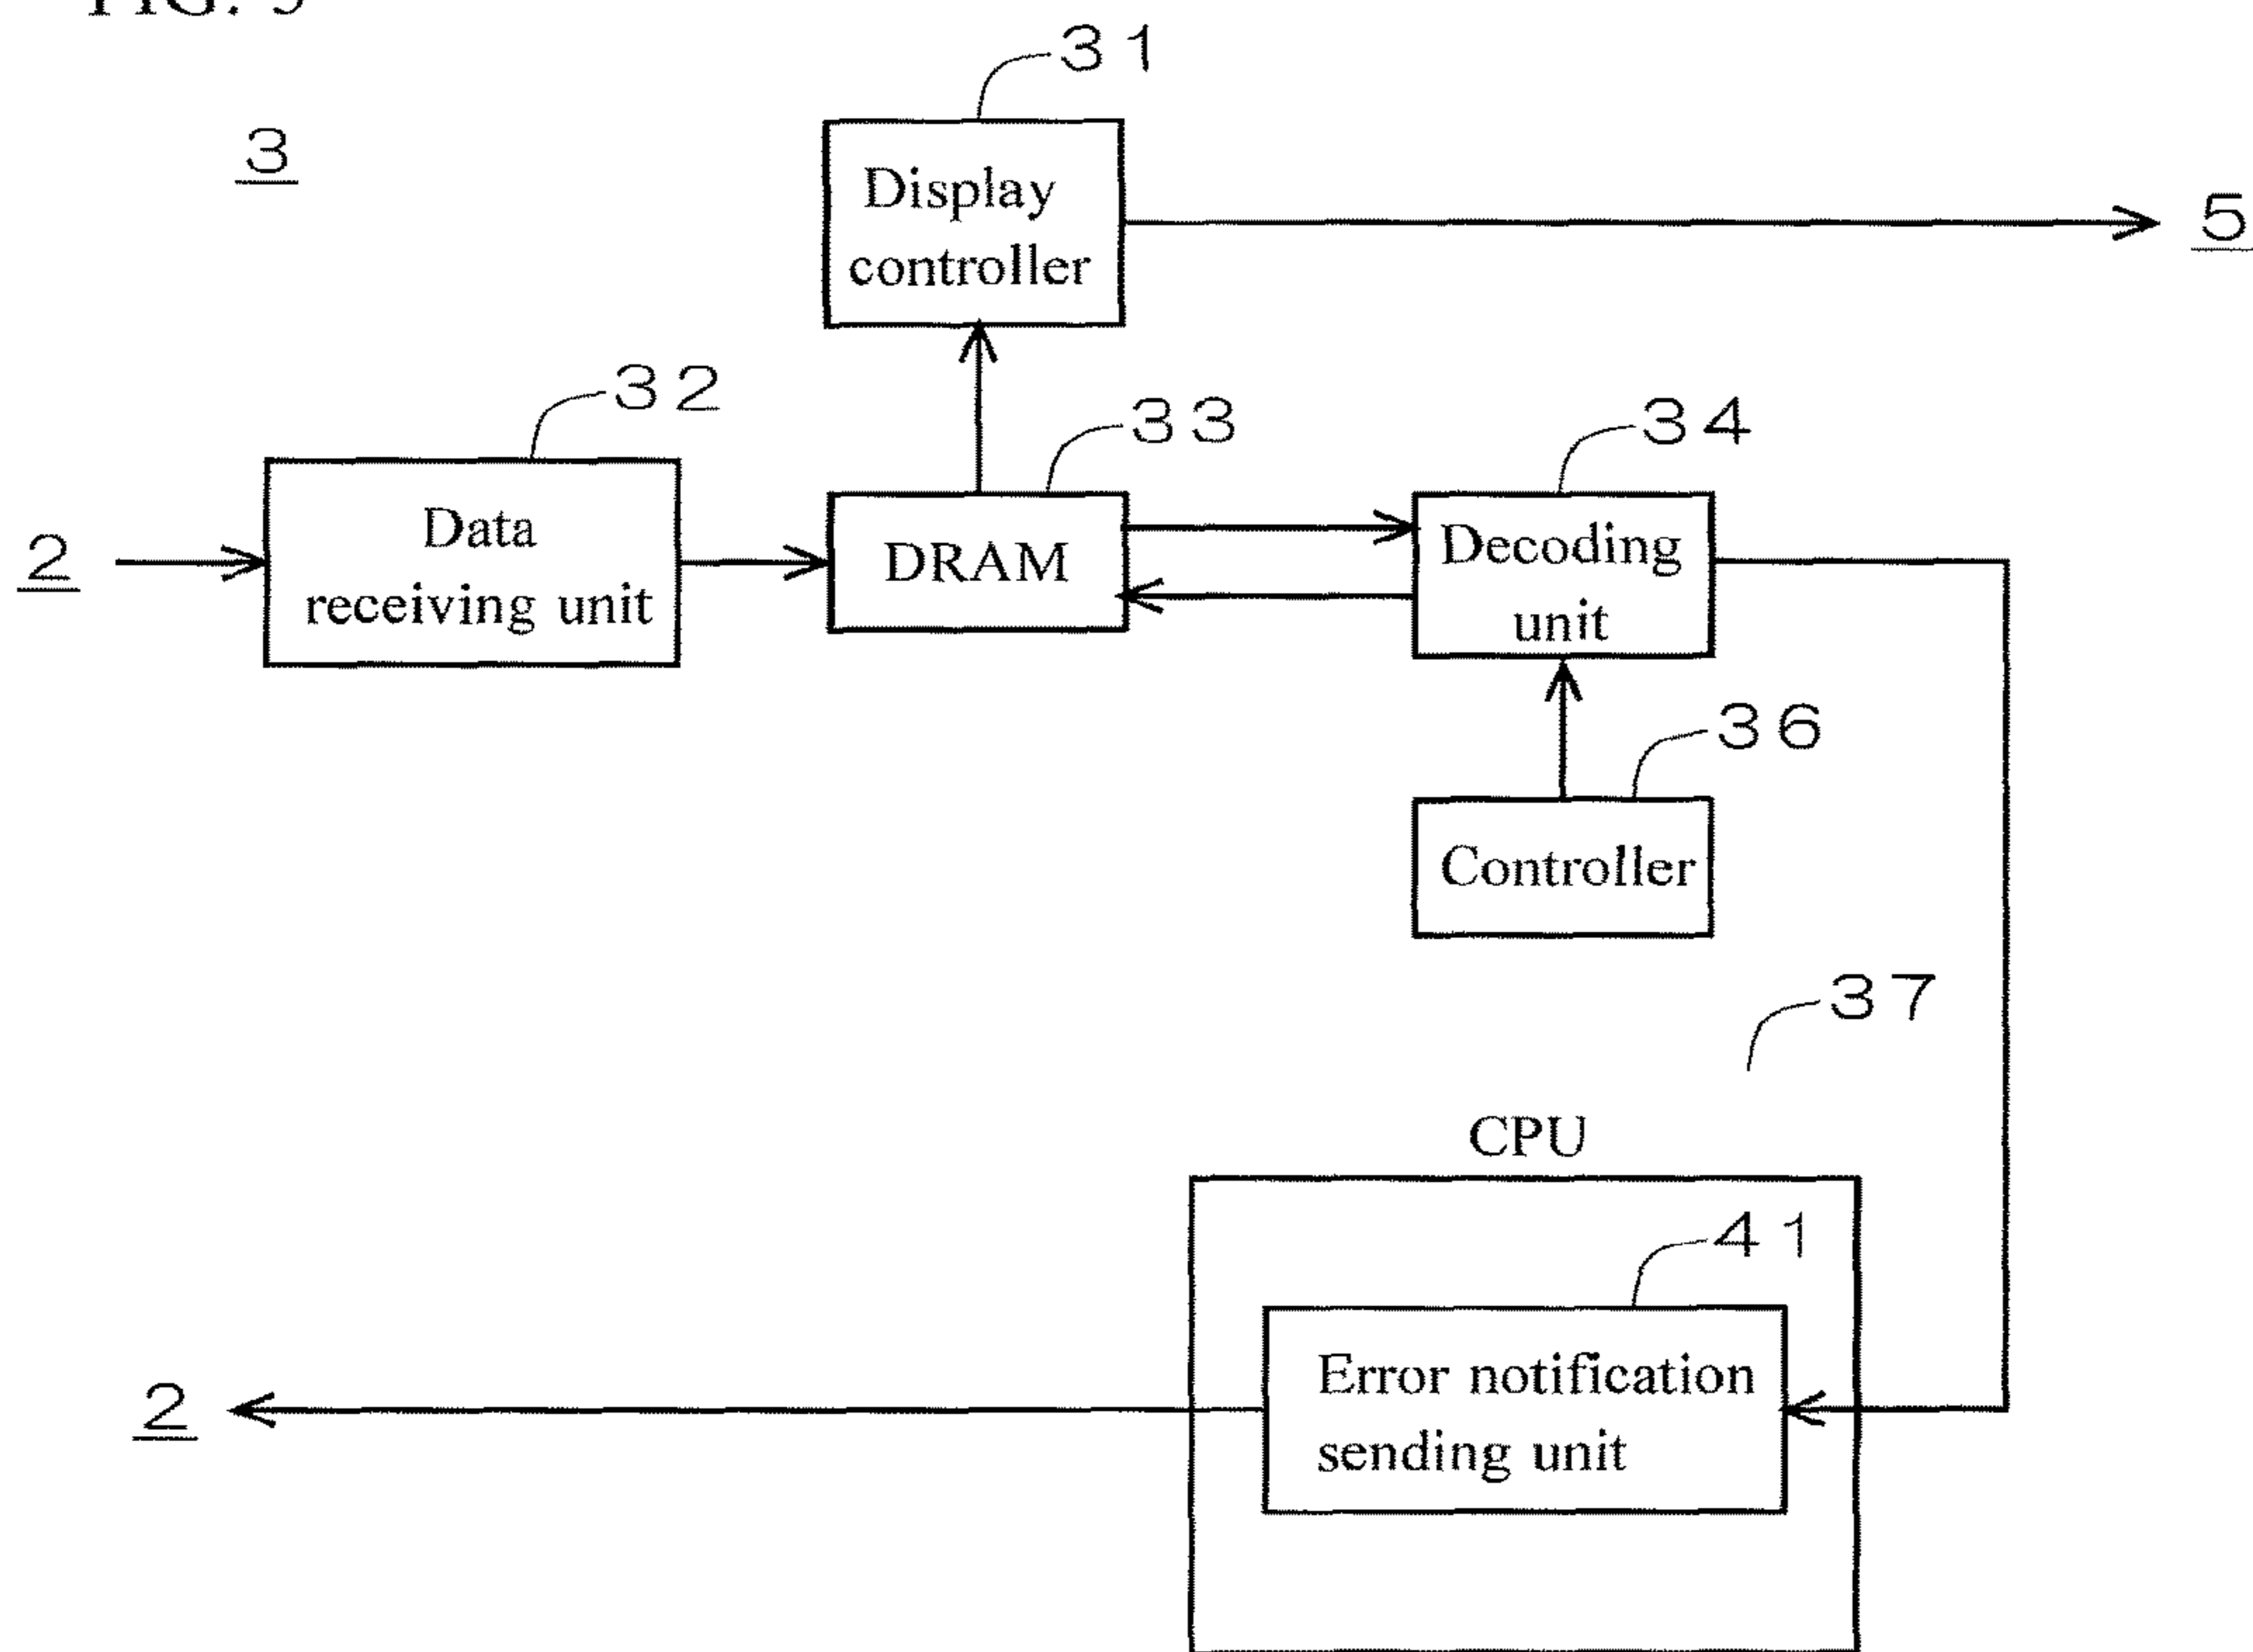 31
3
Display
controller
5
32
33
34
2
Data
receiving unit
DRAM
Decoding
unit
36
Controller
37
CPU
41
2
Error notification
sending unit